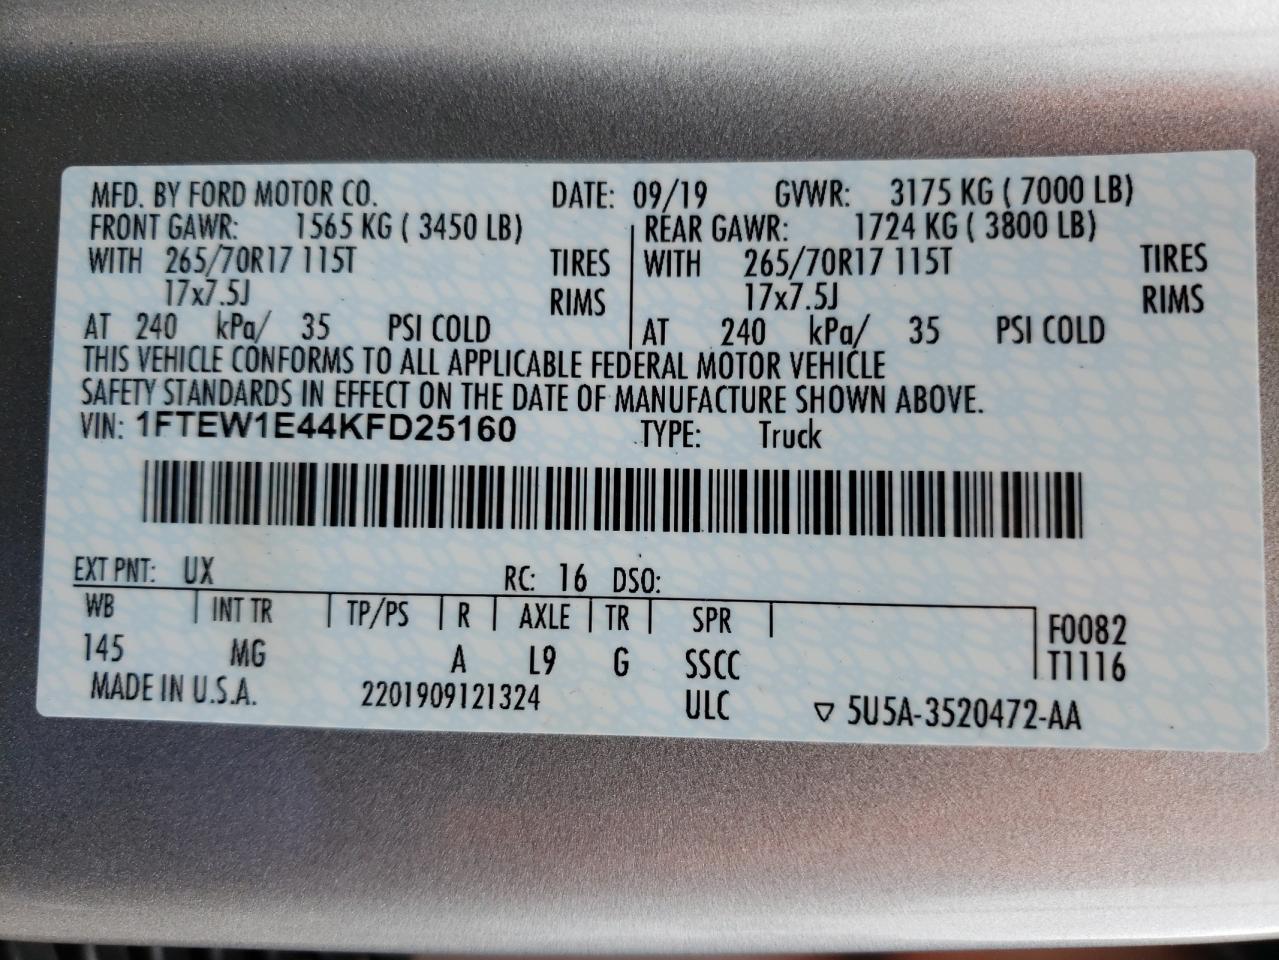 MFD. BY FORD MOTOR CO. DATE: 09/19 GVWR: 3175 KG ( 7000 LB)
FRONT GAWR: 1565 KG ( 3450 LB) REAR GAWR: 1724 KG ( 3800 LB)
WITH 265/70R17 115T TIRES WITH 265/70R17 115T TIRES
17x7.5J RIMS 17x7.5J RIMS
AT 240 kPa/ 35 PSI COLD AT 240 kPa/ 35 PSI COLD
THIS VEHICLE CONFORMS TO ALL APPLICABLE FEDERAL MOTOR VEHICLE
SAFETY STANDARDS IN EFFECT ON THE DATE OF MANUFACTURE SHOWN ABOVE.
VIN: 1FTEW1E44KFD25160 TYPE: Truck
EXT PNT: UX RC: 16 DSO:
WB INT TR TP/PS R AXLE TR SPR F0082
145 MG A L9 G SSCC T1116
MADE IN U.S.A. 2201909121324 ULC ▽ 5U5A-3520472-AA